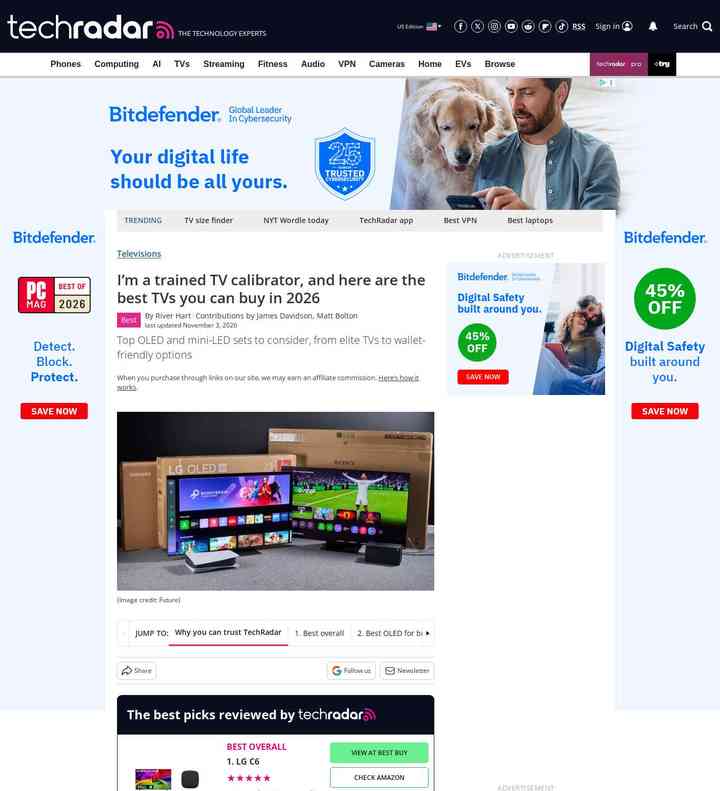 techradar THE TECHNOLOGY EXPERTS
US Edition
RSS
Sign in
Search
Phones Computing AI TVs Streaming Fitness Audio VPN Cameras Home EVs Browse
techradar pro
Bitdefender. Global Leader
In Cybersecurity
Your digital life
should be all yours.
25
TRUSTED
CYBERSECURITY
TRENDING TV size finder NYT Wordle today TechRadar app Best VPN Best laptops
Bitdefender.
PC
MAG
BEST OF
2026
Detect.
Block.
Protect.
SAVE NOW
Televisions
I’m a trained TV calibrator, and here are the
best TVs you can buy in 2026
Best
By River Hart Contributions by James Davidson, Matt Bolton
last updated November 3, 2026
Top OLED and mini-LED sets to consider, from elite TVs to wallet-
friendly options
When you purchase through links on our site, we may earn an affiliate commission. Here’s how it
works.
LG OLED
SONY
(Image credit: Future)
JUMP TO: Why you can trust TechRadar 1. Best overall 2. Best OLED for bi
Share
Follow us
Newsletter
The best picks reviewed by techradar
BEST OVERALL
1. LG C6
VIEW AT BEST BUY
CHECK AMAZON
ADVERTISEMENT
Bitdefender.
Digital Safety
built around you.
45%
OFF
SAVE NOW
Bitdefender.
45%
OFF
Digital Safety
built around
you.
SAVE NOW
ADVERTISEMENT